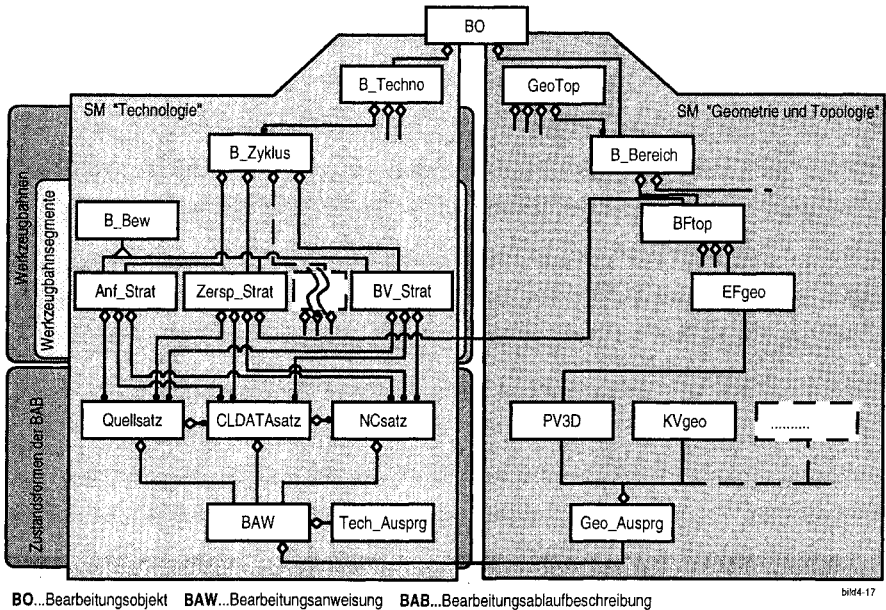 BO
B_Techno
GeoTop
SM "Technologie"
SM "Geometrie und Topologie"
B_Zyklus
B_Bereich
Werkzeugbahnen
Werkzeugbahnsegmente
B_Bew
BFtop
Anf_Strat
Zersp_Strat
BV_Strat
EFgeo
Zustandsformen der BAB
Quellsatz
CLDATAsatz
NCsatz
PV3D
KVgeo
..........
BAW
Tech_Ausprg
Geo_Ausprg
bild4-17
BO...Bearbeitungsobjekt BAW...Bearbeitungsanweisung BAB...Bearbeitungsablaufbeschreibung